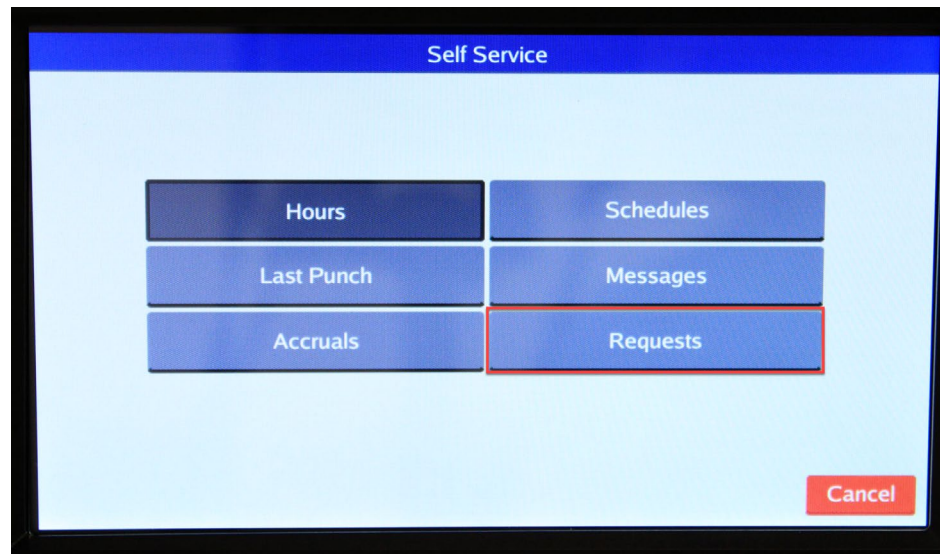 Self Service
Hours
Schedules
Last Punch
Messages
Accruals
Requests
Cancel